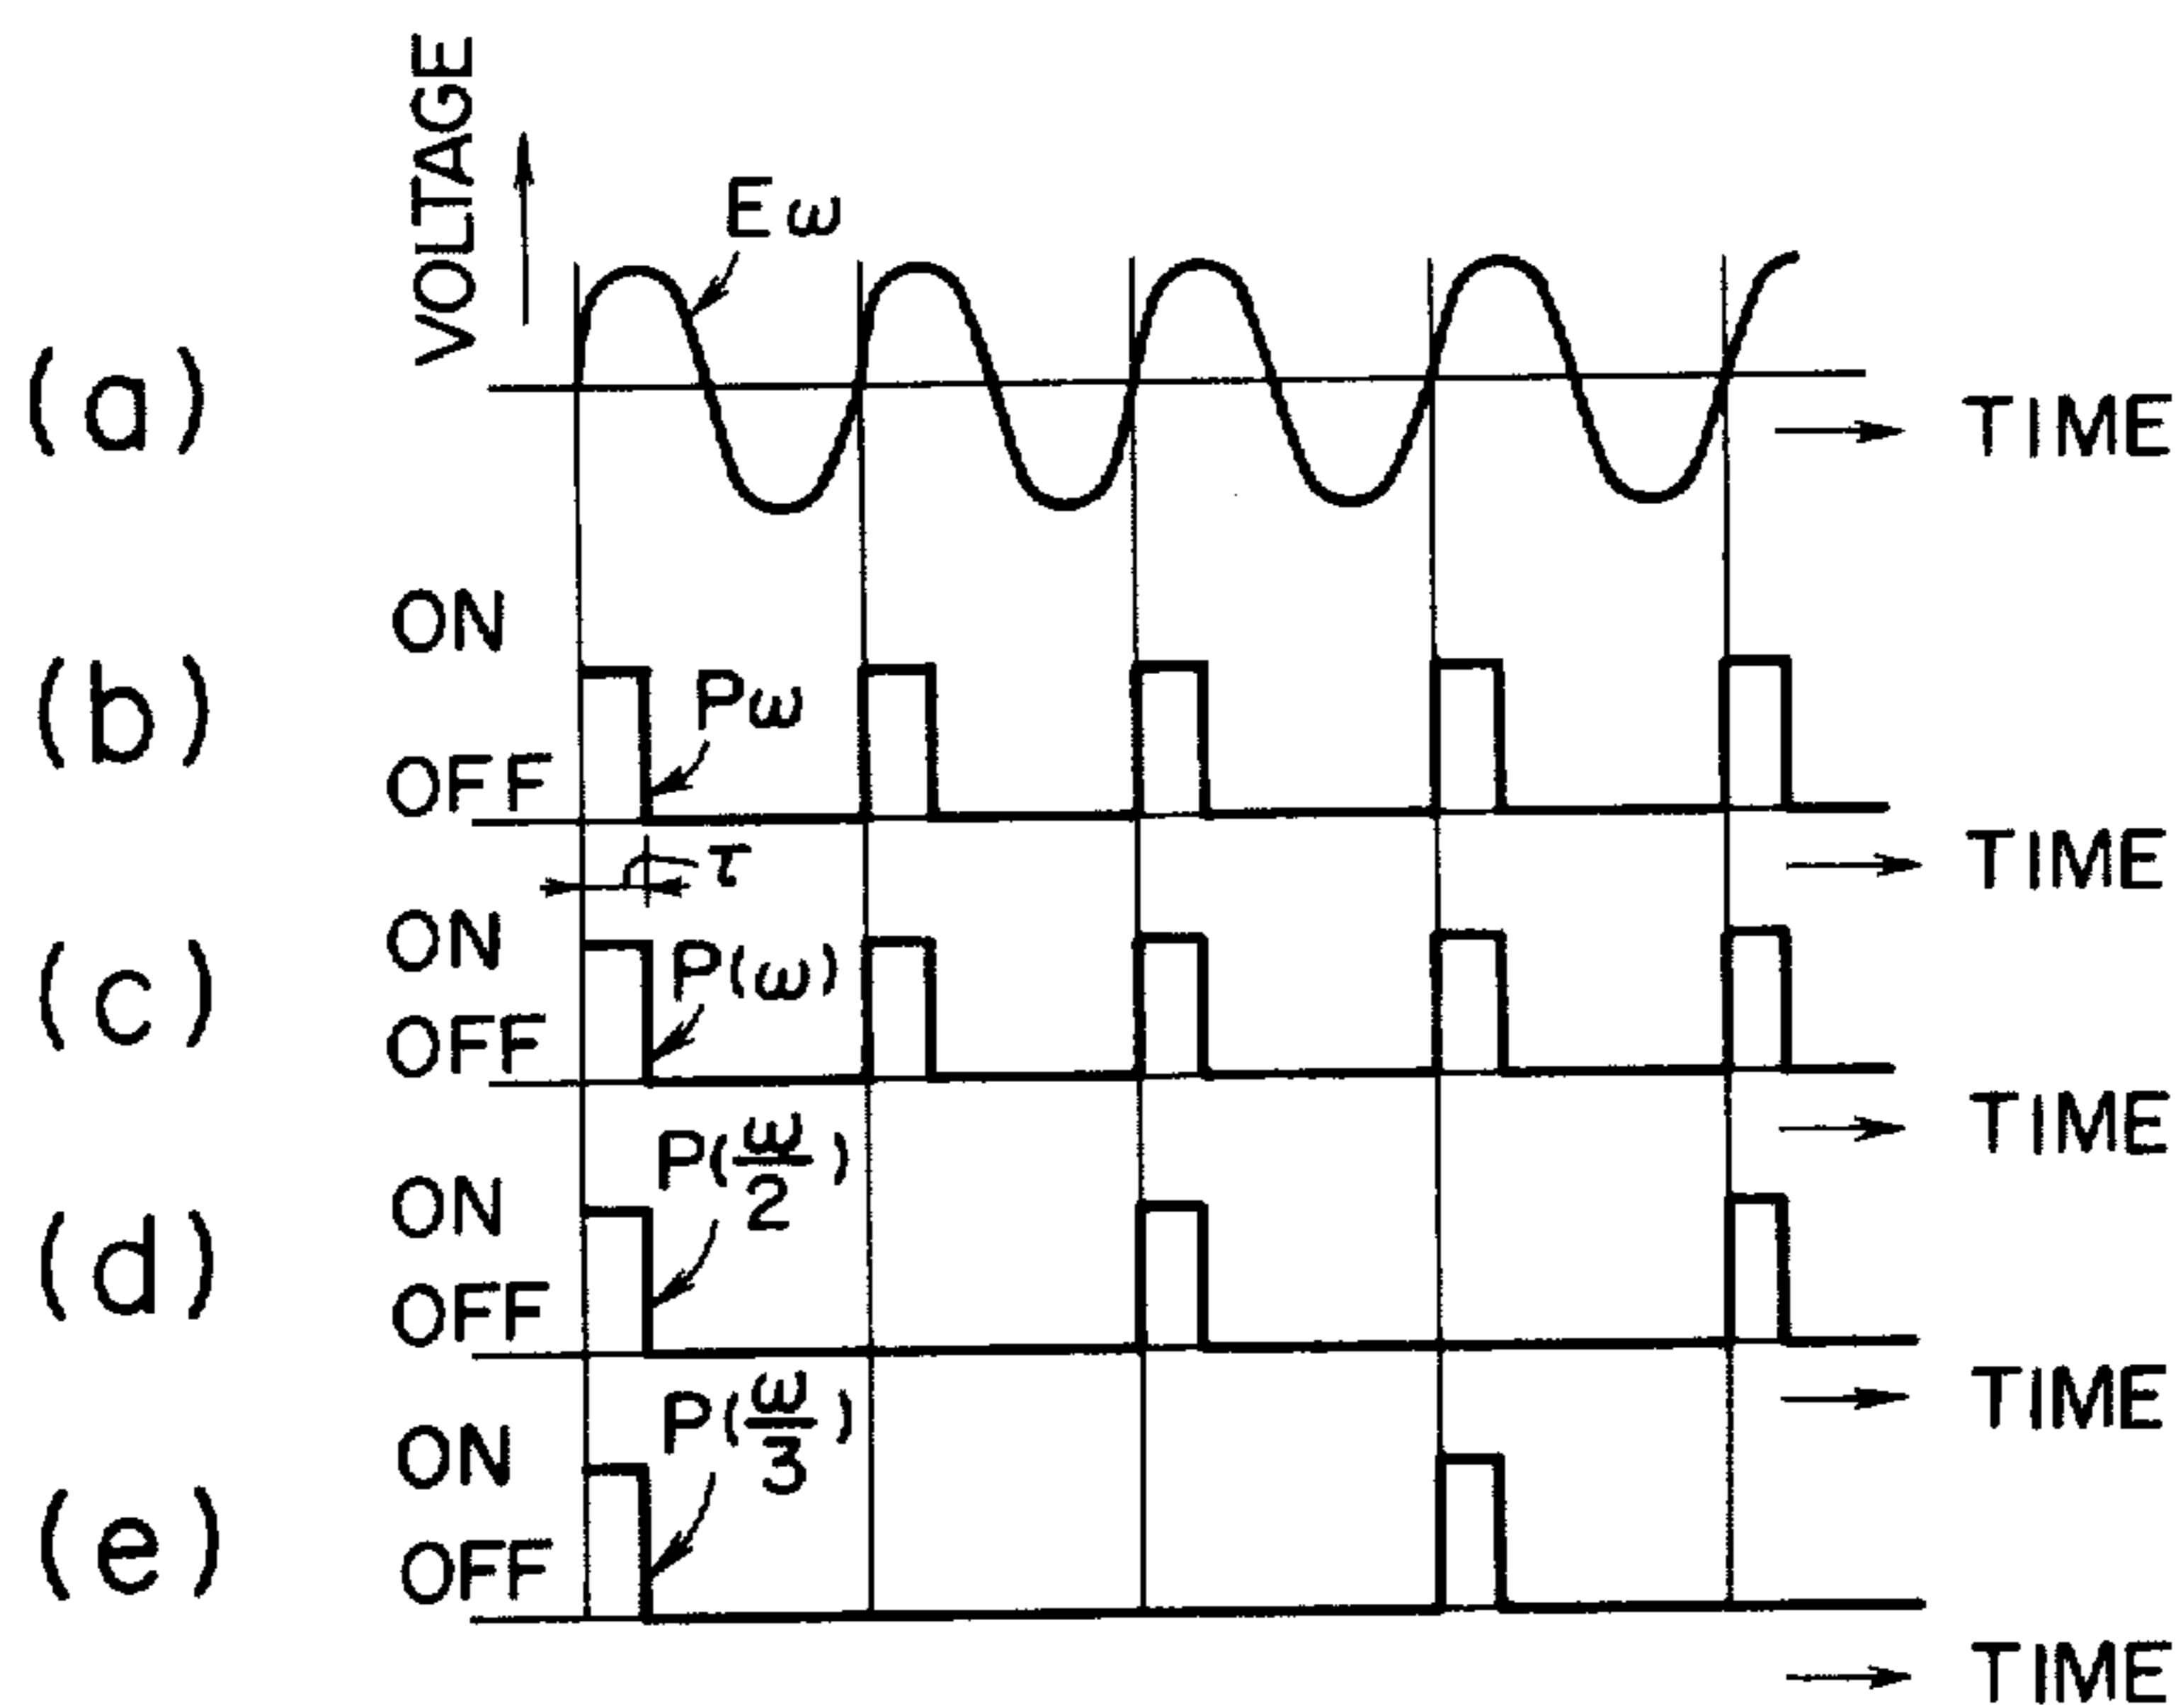 VOLTAGE
Eω
(a)
TIME
ON
(b)
Pω
OFF
TIME
τ
ON
(c)
P(ω)
OFF
TIME
P(ω/2)
ON
(d)
OFF
TIME
P(ω/3)
ON
(e)
OFF
TIME